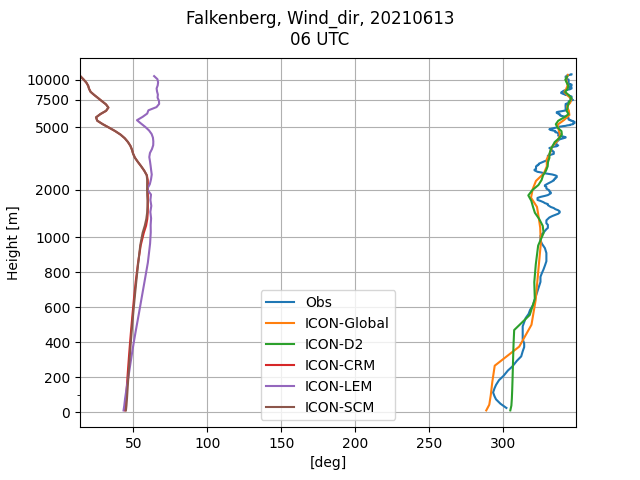 Falkenberg, Wind_dir, 20210613
06 UTC
10000
7500
5000
2000
1000
800
600
400
200
0
Height [m]
Obs
ICON-Global
ICON-D2
ICON-CRM
ICON-LEM
ICON-SCM
50
100
150
200
250
300
[deg]